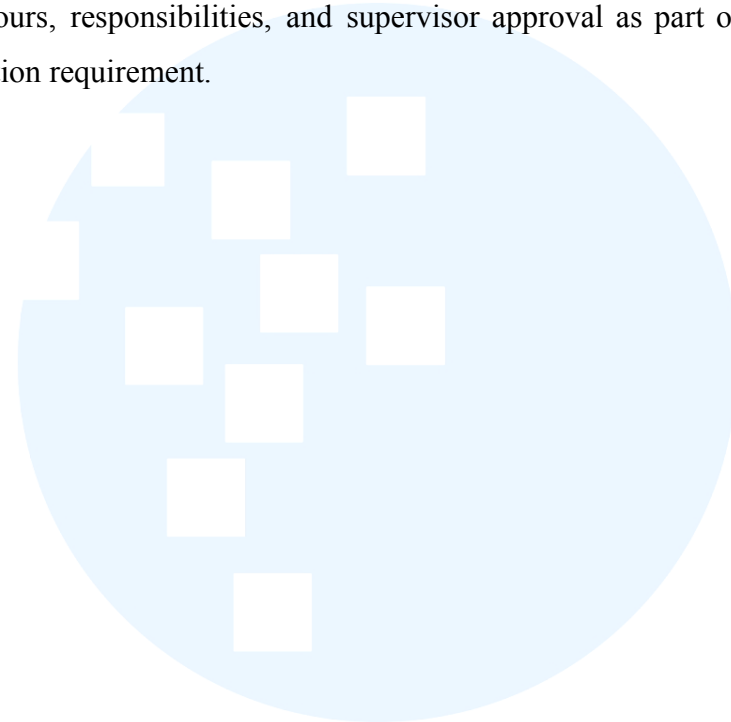 ours, responsibilities, and supervisor approval as part o
ion requirement.